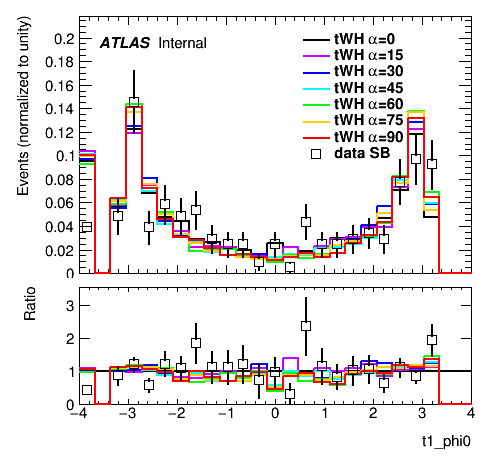 ATLAS Internal
tWH α=0
tWH α=15
tWH α=30
tWH α=45
tWH α=60
tWH α=75
tWH α=90
data SB
Events (normalized to unity)
0.2
0.18
0.16
0.14
0.12
0.1
0.08
0.06
0.04
0.02
0
Ratio
3
2
1
0
−4 −3 −2 −1 0 1 2 3 4
t1_phi0